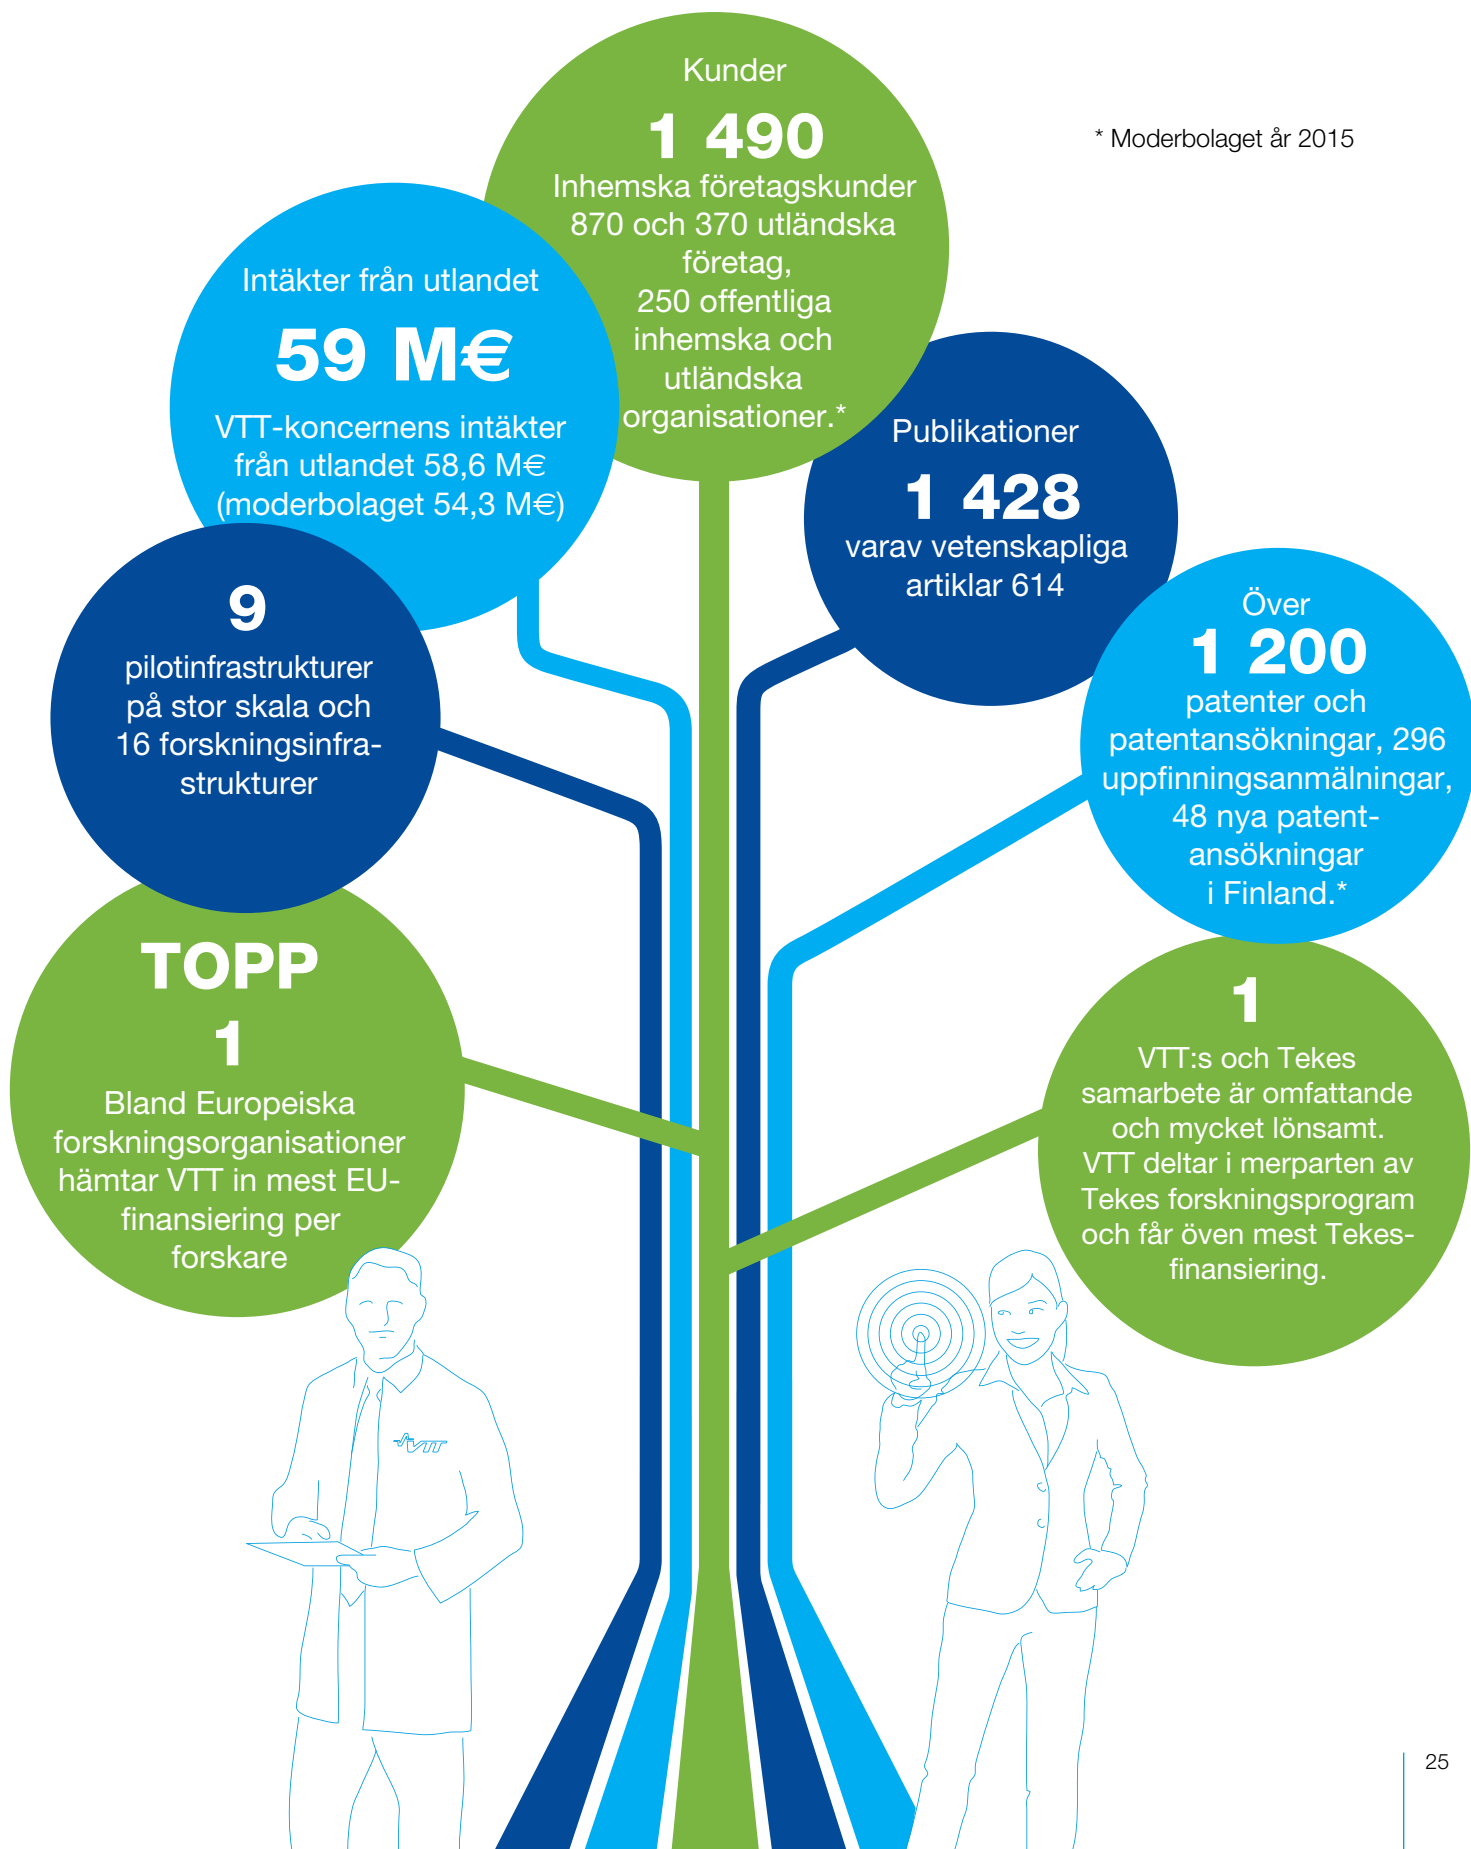 Kunder
1 490
Inhemska företagskunder
870 och 370 utländska
företag,
250 offentliga
inhemska och
utländska
organisationer.*
* Moderbolaget år 2015
Intäkter från utlandet
59 M€
VTT-koncernens intäkter
från utlandet 58,6 M€
(moderbolaget 54,3 M€)
Publikationer
1 428
varav vetenskapliga
artiklar 614
9
pilotinfrastrukturer
på stor skala och
16 forskningsinfra-
strukturer
Över
1 200
patenter och
patentansökningar, 296
uppfinningsanmälningar,
48 nya patent-
ansökningar
i Finland.*
TOPP
1
Bland Europeiska
forskningsorganisationer
hämtar VTT in mest EU-
finansiering per
forskare
1
VTT:s och Tekes
samarbete är omfattande
och mycket lönsamt.
VTT deltar i merparten av
Tekes forskningsprogram
och får öven mest Tekes-
finansiering.
VTT
25